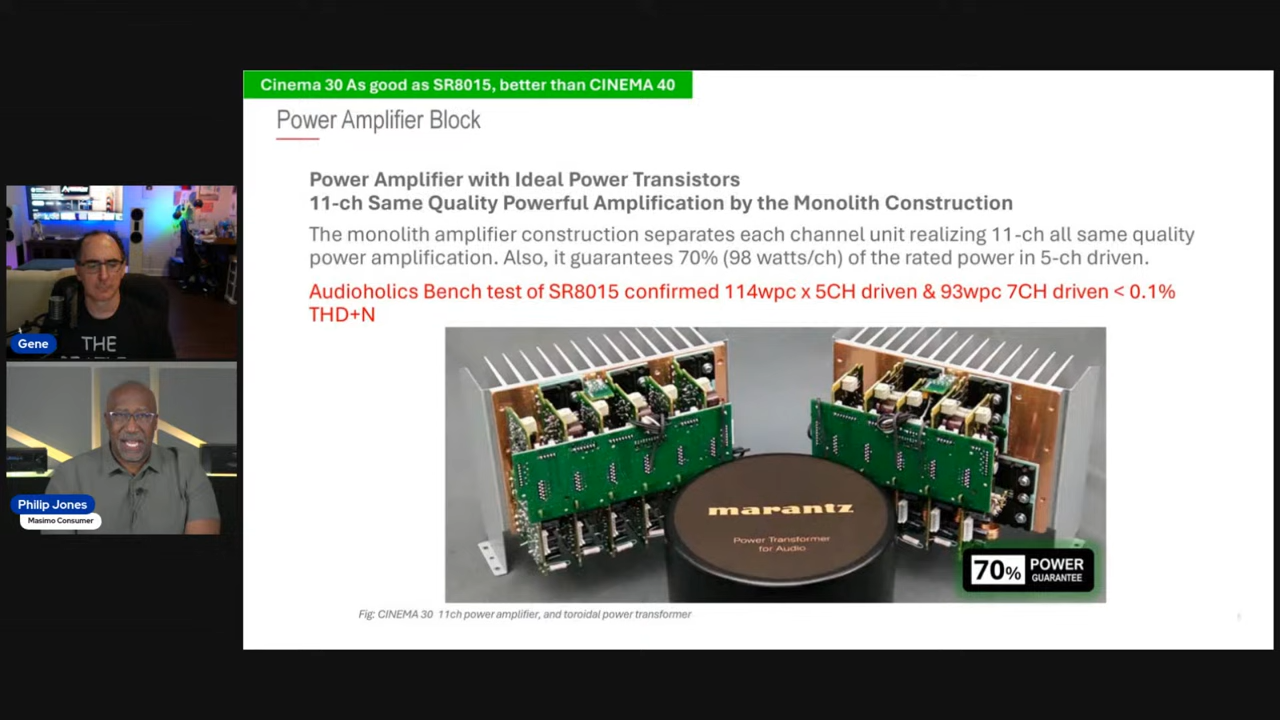 Cinema 30 As good as SR8015, better than CINEMA 40
Power Amplifier Block
Power Amplifier with Ideal Power Transistors
11-ch Same Quality Powerful Amplification by the Monolith Construction
The monolith amplifier construction separates each channel unit realizing 11-ch all same quality
power amplification. Also, it guarantees 70% (98 watts/ch) of the rated power in 5-ch driven.
Audioholics Bench test of SR8015 confirmed 114wpc x 5CH driven & 93wpc 7CH driven < 0.1%
THD+N
marantz
Power Transformer
for Audio
70% POWER
GUARANTEE
Fig: CINEMA 30 11ch power amplifier, and toroidal power transformer
Gene
THE
Philip Jones
Masimo Consumer